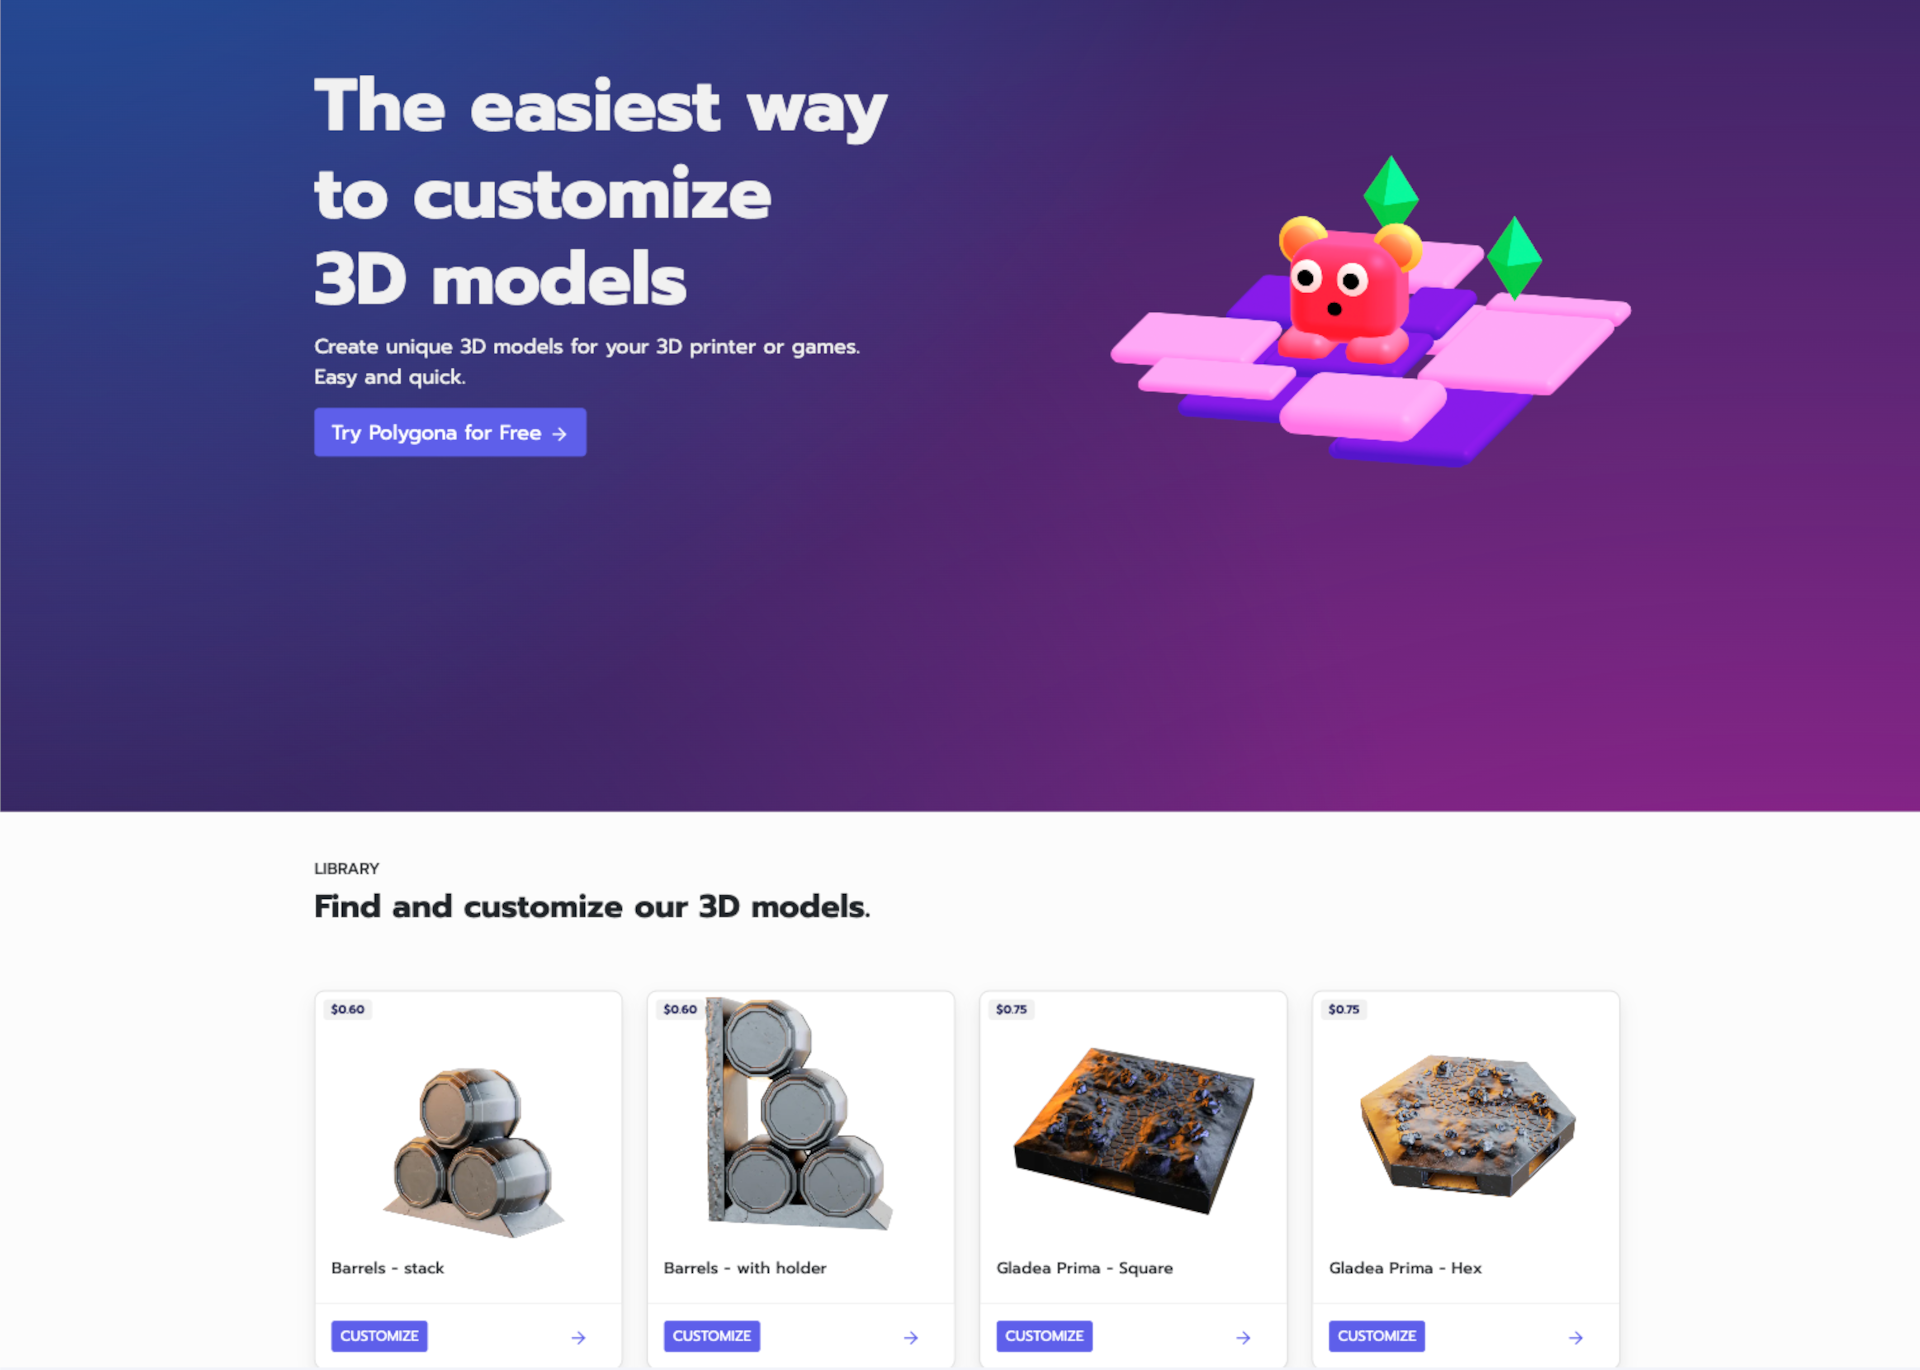 The easiest way
to customize
3D models
Create unique 3D models for your 3D printer or games.
Easy and quick.
Try Polygona for Free →
LIBRARY
Find and customize our 3D models.
$0.60
$0.60
$0.75
$0.75
Barrels - stack
Barrels - with holder
Gladea Prima - Square
Gladea Prima - Hex
CUSTOMIZE →
CUSTOMIZE →
CUSTOMIZE →
CUSTOMIZE →